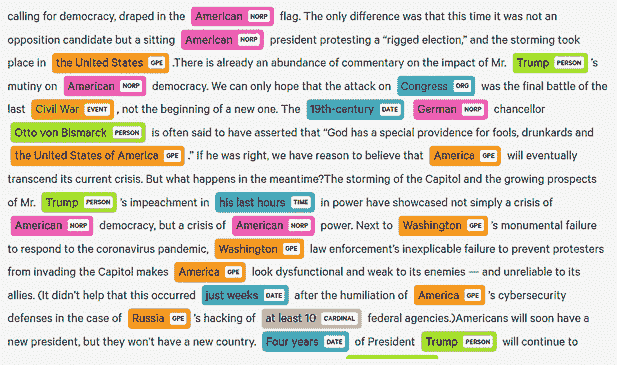 calling for democracy, draped in the American NORP flag. The only difference was that this time it was not an
opposition candidate but a sitting American NORP president protesting a “rigged election,” and the storming took
place in the United States GPE .There is already an abundance of commentary on the impact of Mr. Trump PERSON ’s
mutiny on American NORP democracy. We can only hope that the attack on Congress ORG was the final battle of the
last Civil War EVENT , not the beginning of a new one. The 19th-century DATE German NORP chancellor
Otto von Bismarck PERSON is often said to have asserted that “God has a special providence for fools, drunkards and
the United States of America GPE .” If he was right, we have reason to believe that America GPE will eventually
transcend its current crisis. But what happens in the meantime?The storming of the Capitol and the growing prospects
of Mr. Trump PERSON ’s impeachment in his last hours TIME in power have showcased not simply a crisis of
American NORP democracy, but a crisis of American NORP power. Next to Washington GPE ’s monumental failure
to respond to the coronavirus pandemic, Washington GPE law enforcement’s inexplicable failure to prevent protesters
from invading the Capitol makes America GPE look dysfunctional and weak to its enemies — and unreliable to its
allies. (It didn’t help that this occurred just weeks DATE after the humiliation of America GPE ’s cybersecurity
defenses in the case of Russia GPE ’s hacking of at least 10 CARDINAL federal agencies.)Americans will soon have a
new president, but they won’t have a new country. Four years DATE of President Trump PERSON will continue to